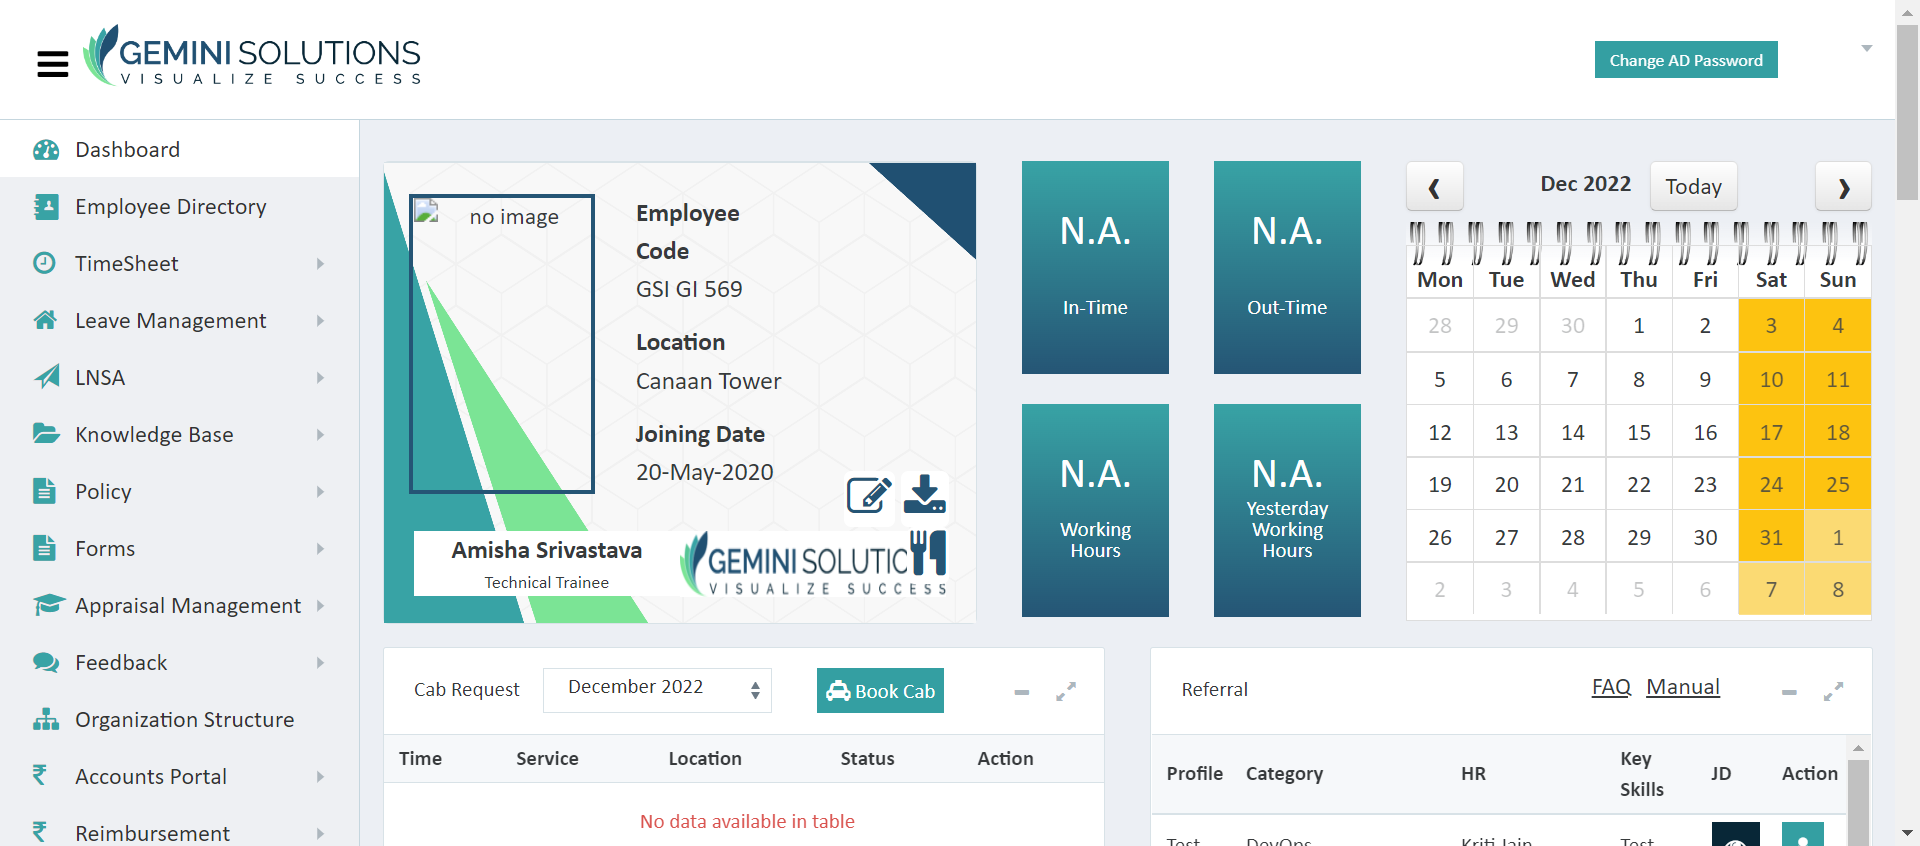 GEMINI SOLUTIONS
VISUALIZE SUCCESS
Change AD Password
Dashboard
Employee Directory
TimeSheet
Leave Management
LNSA
Knowledge Base
Policy
Forms
Appraisal Management
Feedback
Organization Structure
Accounts Portal
Reimbursement
no image
Employee
Code
GSI GI 569
Location
Canaan Tower
Joining Date
20-May-2020
Amisha Srivastava
Technical Trainee
GEMINI SOLUTIC
VISUALIZE SUCCESS
N.A.
In-Time
N.A.
Out-Time
N.A.
Working
Hours
N.A.
Yesterday
Working
Hours
❮ Dec 2022 Today ❯
Mon Tue Wed Thu Fri Sat Sun
28 29 30 1 2 3 4
5 6 7 8 9 10 11
12 13 14 15 16 17 18
19 20 21 22 23 24 25
26 27 28 29 30 31 1
2 3 4 5 6 7 8
Cab Request December 2022 Book Cab
Time Service Location Status Action
No data available in table
Referral FAQ Manual
Profile Category HR Key Skills JD Action
Test DevOps Kriti Jain Test